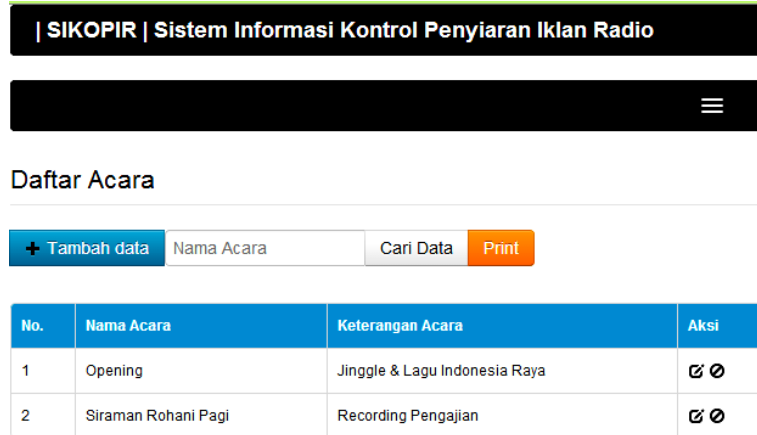 | SIKOPIR | Sistem Informasi Kontrol Penyiaran Iklan Radio
Daftar Acara
+ Tambah data Nama Acara Cari Data Print
No. Nama Acara Keterangan Acara Aksi
1 Opening Jinggle & Lagu Indonesia Raya
2 Siraman Rohani Pagi Recording Pengajian